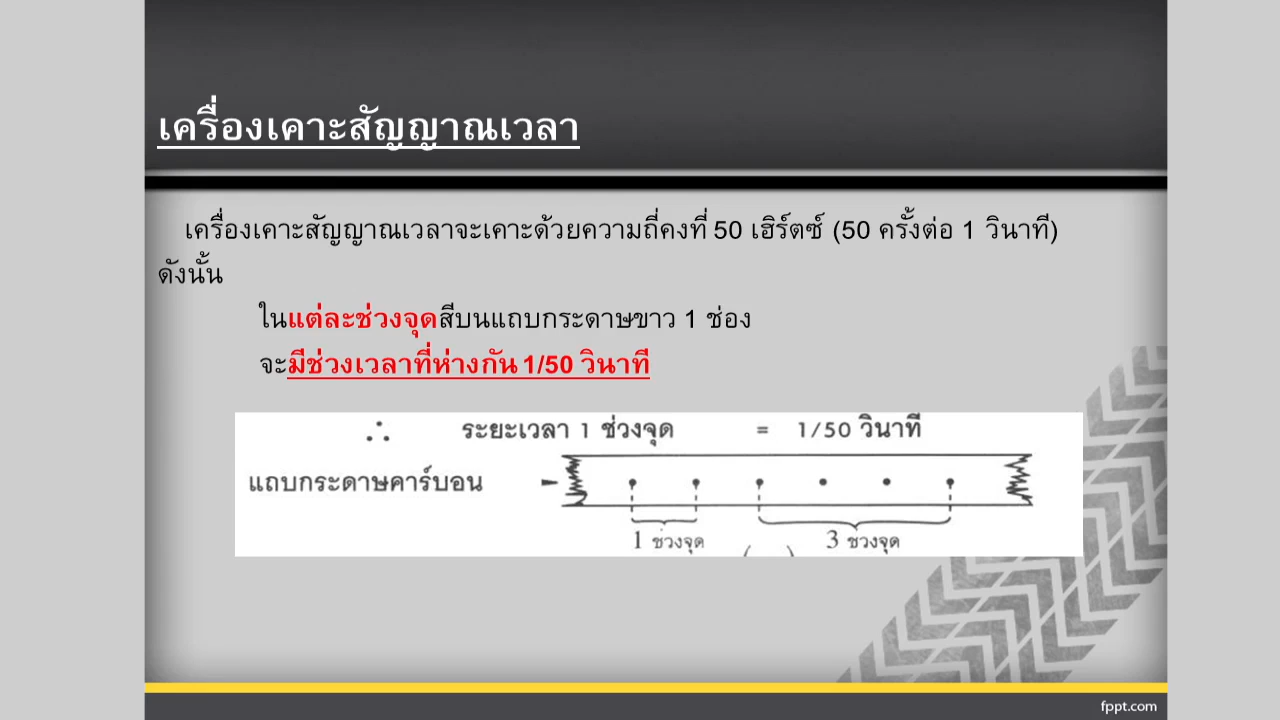 เครื่องเคาะสัญญาณเวลา
เครื่องเคาะสัญญาณเวลาจะเคาะด้วยความถี่คงที่ 50 เฮิร์ตซ์ (50 ครั้งต่อ 1 วินาที)
ดังนั้น
ในแต่ละช่วงจุดสีบนแถบกระดาษขาว 1 ช่อง
จะมีช่วงเวลาที่ห่างกัน 1/50 วินาที
∴ ระยะเวลา 1 ช่วงจุด = 1/50 วินาที
แถบกระดาษคาร์บอน
1 ช่วงจุด 3 ช่วงจุด
fppt.com